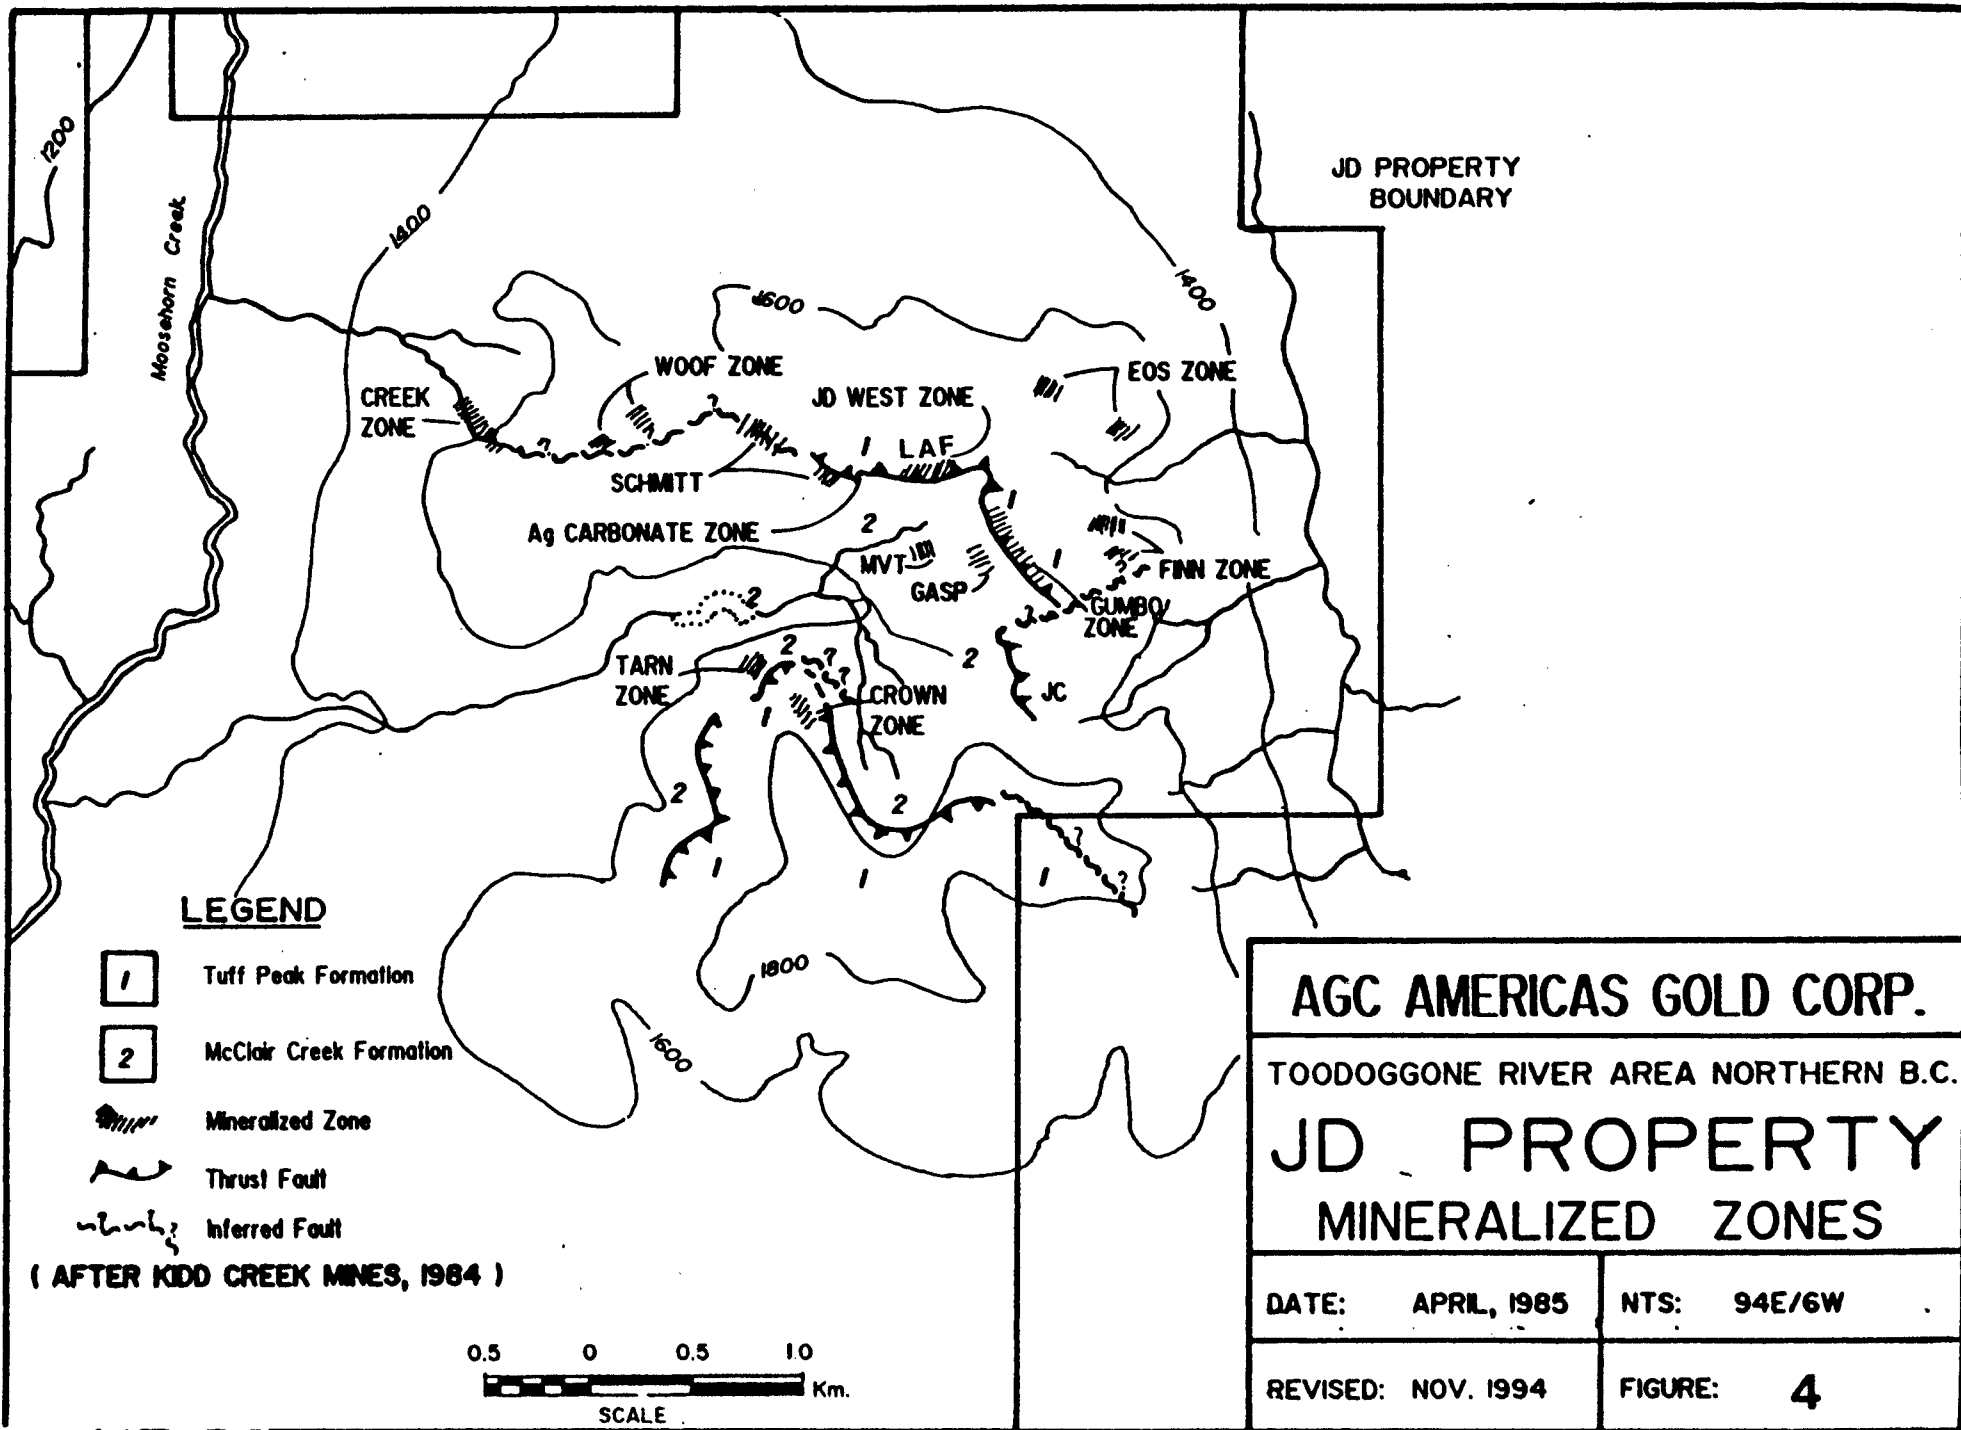 JD PROPERTY
BOUNDARY
1200
Moosehorn Creek
1400
1600
1400
WOOF ZONE
EOS ZONE
CREEK
ZONE
JD WEST ZONE
?
?
1
LAF
SCHMITT
1
Ag CARBONATE ZONE
2
MVT
1
FINN ZONE
GASP
?
2
?
GUMBO
ZONE
2
?
2
TARN
ZONE
?
CROWN
ZONE
JC
1
2
2
?
1
1
1
?
1800
1600
LEGEND
1 Tuff Peak Formation
2 McClair Creek Formation
Mineralized Zone
Thrust Fault
? Inferred Fault
( AFTER KIDD CREEK MINES, 1984 )
0.5 0 0.5 1.0
Km.
SCALE
AGC AMERICAS GOLD CORP.
TOODOGGONE RIVER AREA NORTHERN B.C.
JD PROPERTY
MINERALIZED ZONES
DATE: APRIL, 1985
NTS: 94E/6W
REVISED: NOV. 1994
FIGURE: 4